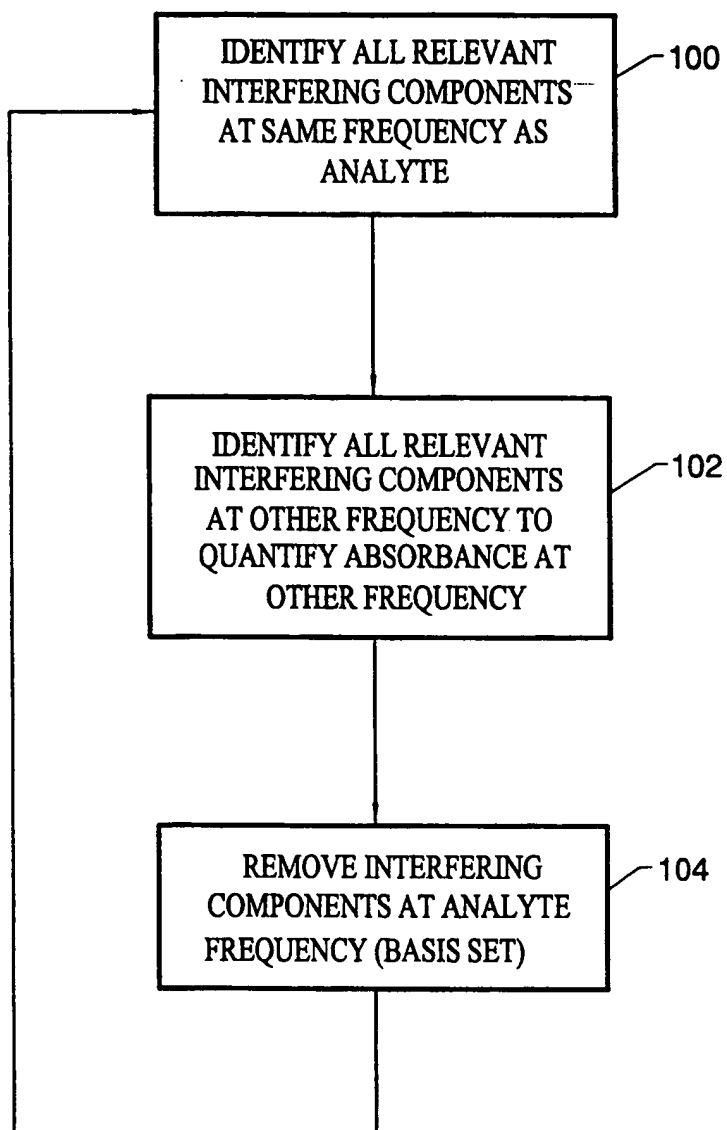 IDENTIFY ALL RELEVANT
INTERFERING COMPONENTS
AT SAME FREQUENCY AS
ANALYTE
100
IDENTIFY ALL RELEVANT
INTERFERING COMPONENTS
AT OTHER FREQUENCY TO
QUANTIFY ABSORBANCE AT
OTHER FREQUENCY
102
REMOVE INTERFERING
COMPONENTS AT ANALYTE
FREQUENCY (BASIS SET)
104